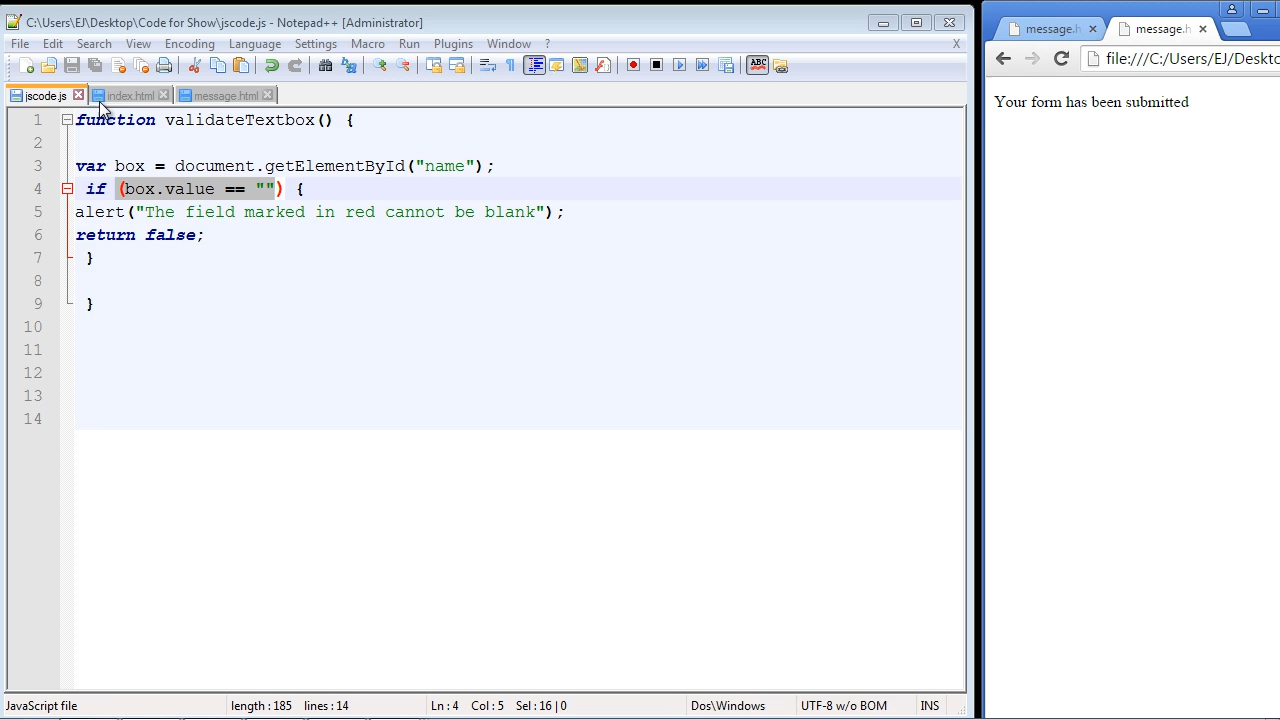 C:\Users\EJ\Desktop\Code for Show\jscode.js - Notepad++ [Administrator]
File Edit Search View Encoding Language Settings Macro Run Plugins Window ? X
jscode.js index.html message.html
1 function validateTextbox() {
2
3 var box = document.getElementById("name");
4 if (box.value == "") {
5 alert("The field marked in red cannot be blank");
6 return false;
7 }
8
9 }
10
11
12
13
14
JavaScript file length : 185 lines : 14 Ln : 4 Col : 5 Sel : 16 | 0 Dos\Windows UTF-8 w/o BOM INS
message.h message.h
file:///C:/Users/EJ/Deskto
Your form has been submitted